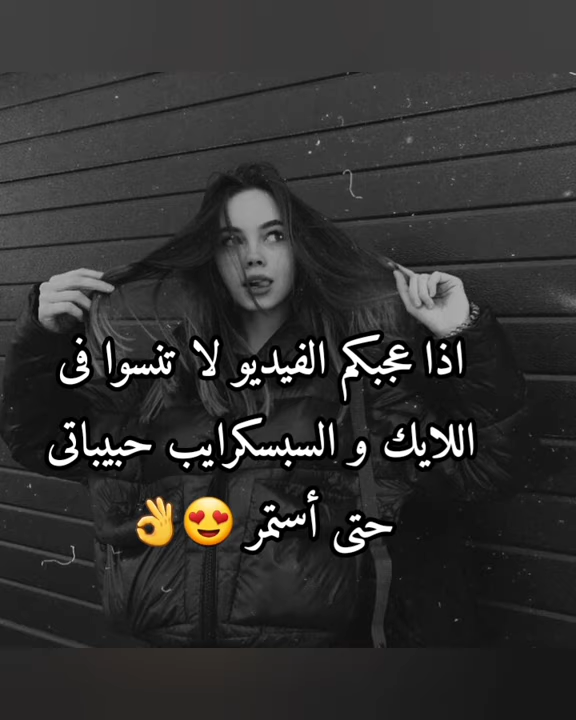 اذا عجبكم الفيديو لا تنسوا فى
اللايك و السبسكرايب حبيباتى
حتى أستمر 😍👌